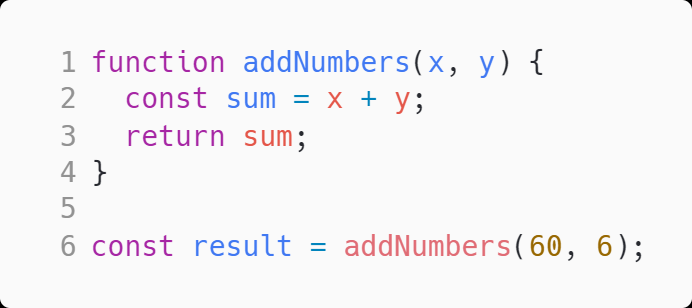 1 function addNumbers(x, y) {
2   const sum = x + y;
3   return sum;
4 }
5
6 const result = addNumbers(60, 6);